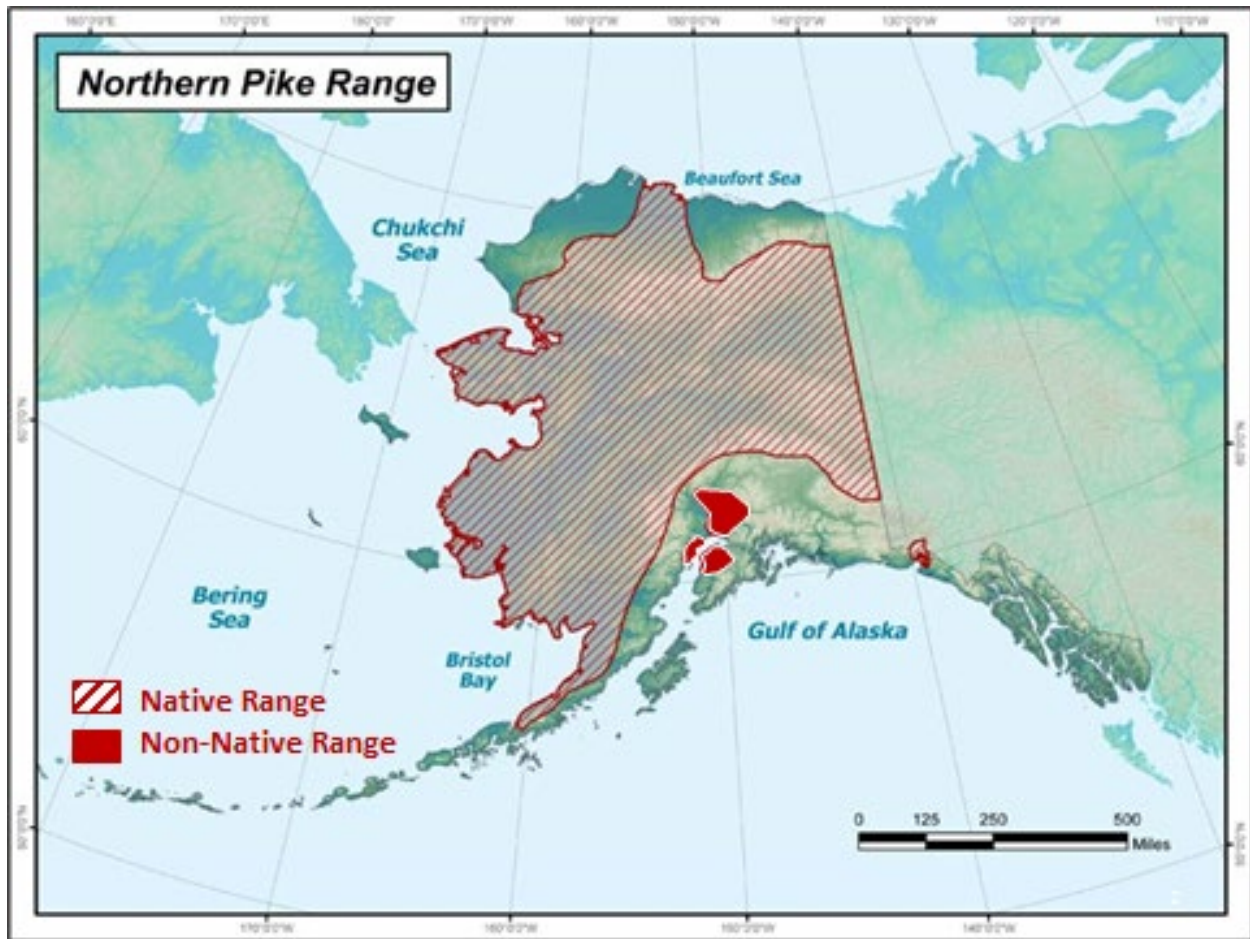 Northern Pike Range
Beaufort Sea
Chukchi
Sea
Bering
Sea
Bristol
Bay
Gulf of Alaska
Native Range
Non-Native Range
0 125 250 500
Miles